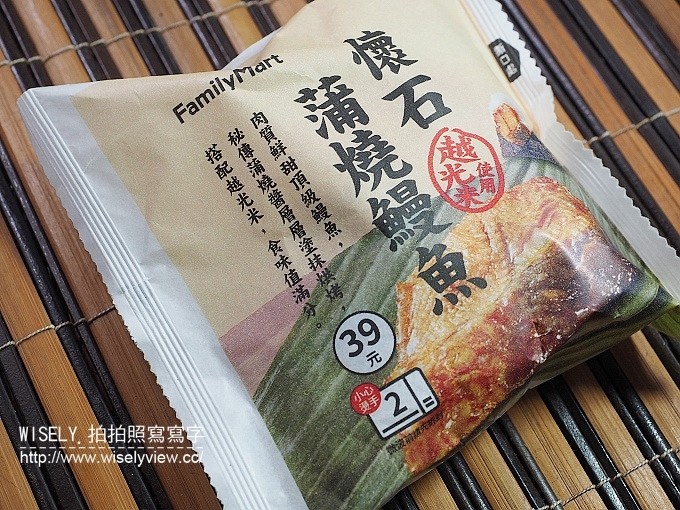 FamilyMart
懷石
蒲燒鰻魚
使用
越光米
肉質鮮甜頂級鰻魚，
秘傳蒲燒醬層層塗抹烘烤，
搭配越光米，食味值滿分。
39元
小心
燙手
2
WISELY 拍拍照寫寫字
http://www.wiselyview.cc/